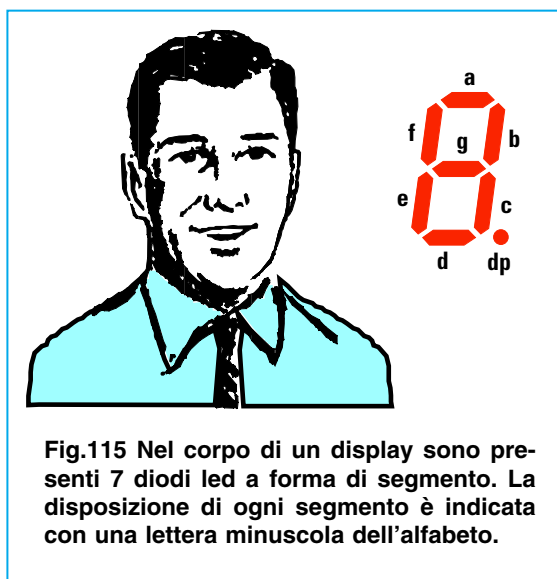 a
f
g
b
e
c
d
dp
Fig.115 Nel corpo di un display sono pre-
senti 7 diodi led a forma di segmento. La
disposizione di ogni segmento è indicata
con una lettera minuscola dell'alfabeto.